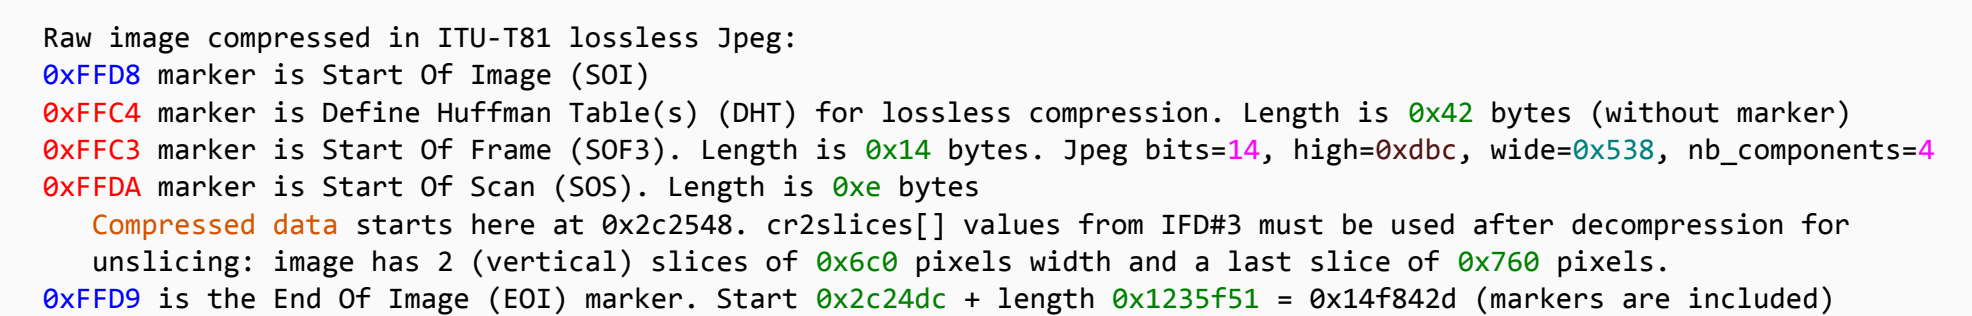 Raw image compressed in ITU-T81 lossless Jpeg:
0xFFD8 marker is Start Of Image (SOI)
0xFFC4 marker is Define Huffman Table(s) (DHT) for lossless compression. Length is 0x42 bytes (without marker)
0xFFC3 marker is Start Of Frame (SOF3). Length is 0x14 bytes. Jpeg bits=14, high=0xdbc, wide=0x538, nb_components=4
0xFFDA marker is Start Of Scan (SOS). Length is 0xe bytes
Compressed data starts here at 0x2c2548. cr2slices[] values from IFD#3 must be used after decompression for
unslicing: image has 2 (vertical) slices of 0x6c0 pixels width and a last slice of 0x760 pixels.
0xFFD9 is the End Of Image (EOI) marker. Start 0x2c24dc + length 0x1235f51 = 0x14f842d (markers are included)